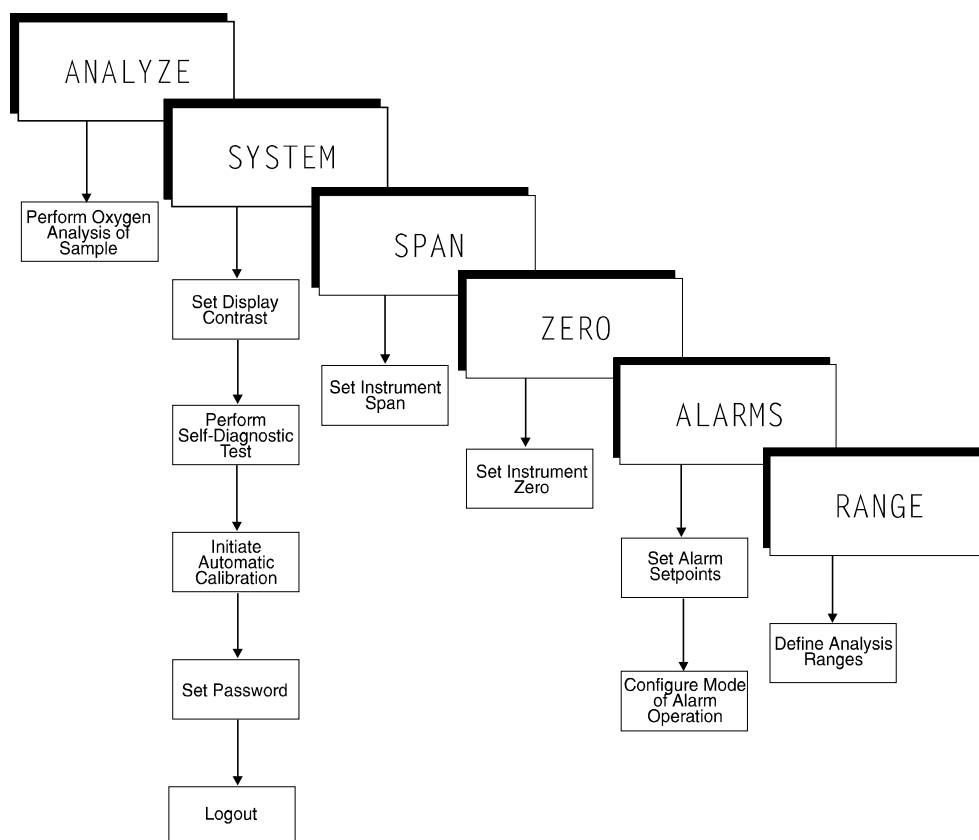 ANALYZE
Perform Oxygen
Analysis of
Sample
SYSTEM
Set Display
Contrast
Perform
Self-Diagnostic
Test
Initiate
Automatic
Calibration
Set Password
Logout
SPAN
Set Instrument
Span
ZERO
Set Instrument
Zero
ALARMS
Set Alarm
Setpoints
Configure Mode
of Alarm
Operation
RANGE
Define Analysis
Ranges